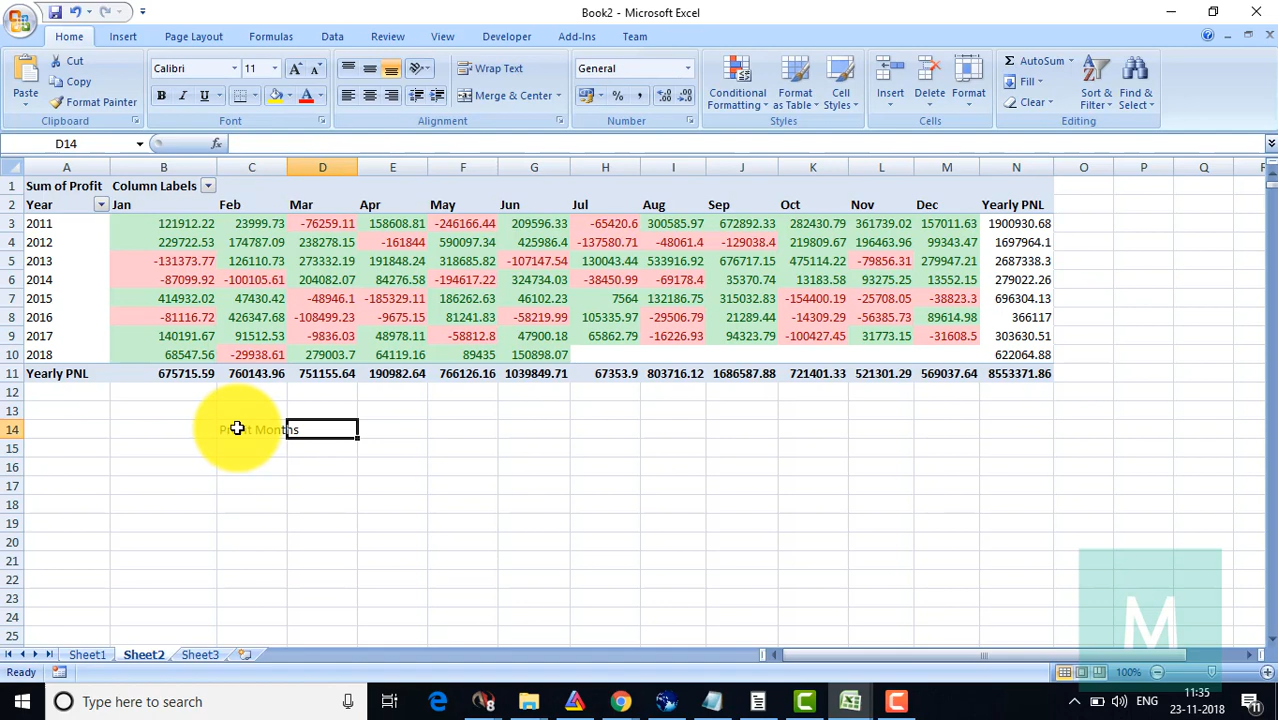 Book2 - Microsoft Excel
Home Insert Page Layout Formulas Data Review View Developer Add-Ins Team
Paste Cut Calibri 11 Wrap Text General Conditional Formatting Format as Table Cell Styles Insert Delete Format AutoSum Sort & Filter Find & Select
Copy Fill
Format Painter B I U A Merge & Center % , Clear
Clipboard Font Alignment Number Styles Cells Editing
D14 fx
A B C D E F G H I J K L M N O P Q
1 Sum of Profit Column Labels
2 Year Jan Feb Mar Apr May Jun Jul Aug Sep Oct Nov Dec Yearly PNL
3 2011 121912.22 23999.73 -76259.11 158608.81 -246166.44 209596.33 -65420.6 300585.97 672892.33 282430.79 361739.02 157011.63 1900930.68
4 2012 229722.53 174787.09 238278.15 -161844 590097.34 425986.4 -137580.71 -48061.4 -129038.4 219809.67 196463.96 99343.47 1697964.1
5 2013 -131373.77 126110.73 273332.19 191848.24 318685.82 -107147.54 130043.44 533916.92 676717.15 475114.22 -79856.31 279947.21 2687338.3
6 2014 -87099.92 -100105.61 204082.07 84276.58 -194617.22 324734.03 -38450.99 -69178.4 35370.74 13183.58 93275.25 13552.15 279022.26
7 2015 414932.02 47430.42 -48946.1 -185329.11 186262.63 46102.23 7564 132186.75 315032.83 -154400.19 -25708.05 -38823.3 696304.13
8 2016 -81116.72 426347.68 -108499.23 -9675.15 81241.83 -58219.99 105335.97 -29506.79 21289.44 -14309.29 -56385.73 89614.98 366117
9 2017 140191.67 91512.53 -9836.03 48978.11 -58812.8 47900.18 65862.79 -16226.93 94323.79 -100427.45 31773.15 -31608.5 303630.51
10 2018 68547.56 -29938.61 279003.7 64119.16 89435 150898.07 622064.88
11 Yearly PNL 675715.59 760143.96 751155.64 190982.64 766126.16 1039849.71 67353.9 803716.12 1686587.88 721401.33 521301.29 569037.64 8553371.86
12
13
14 Profit Months
15
16
17
18
19
20
21
22
23
24
25
M
Sheet1 Sheet2 Sheet3
Ready 100%
Type here to search ENG 11:35
23-11-2018